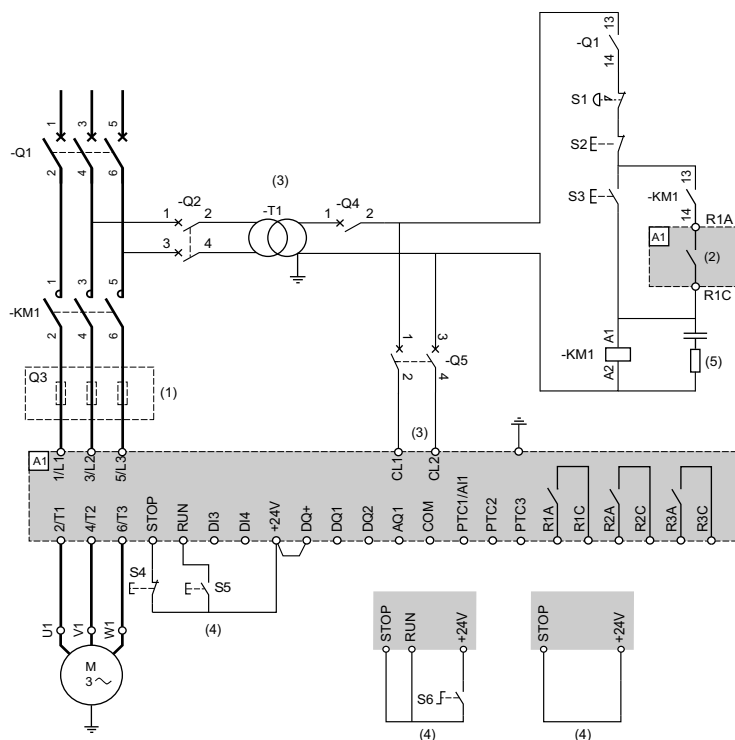 13
-Q1
14
S1
S2
S3
13
-KM1
14
R1A
A1
(2)
R1C
A1
-KM1
A2
(5)
1
3
5
-Q1
2
4
6
(3)
-Q2
1
2
3
4
-T1
-Q4
1
2
1
3
5
-KM1
2
4
6
1
3
-Q5
2
4
Q3
(1)
(3)
A1
1/L1
3/L2
5/L3
CL1
CL2
2/T1
4/T2
6/T3
STOP
RUN
DI3
DI4
+24V
DQ+
DQ1
DQ2
AQ1
COM
PTC1/AI1
PTC2
PTC3
R1A
R1C
R2A
R2C
R3A
R3C
S4
S5
(4)
U1
V1
W1
M
3
STOP
RUN
+24V
S6
(4)
STOP
+24V
(4)